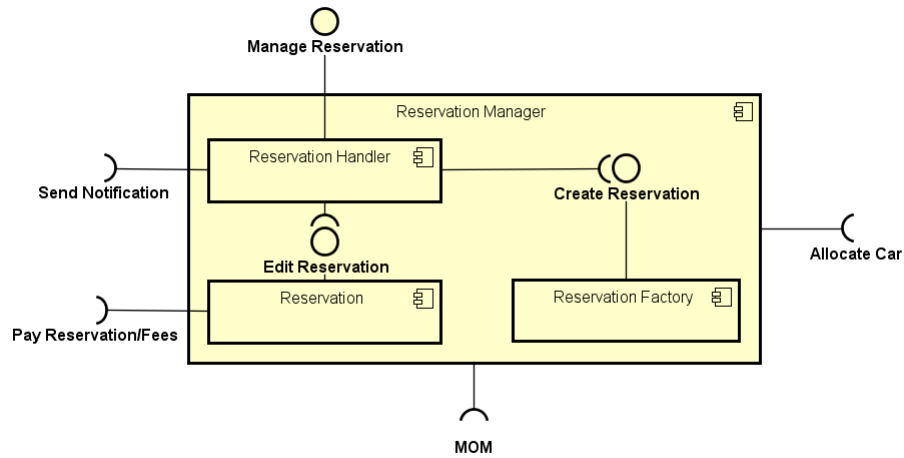 Manage Reservation
Reservation Manager
Reservation Handler
Send Notification
Create Reservation
Edit Reservation
Allocate Car
Reservation
Reservation Factory
Pay Reservation/Fees
MOM